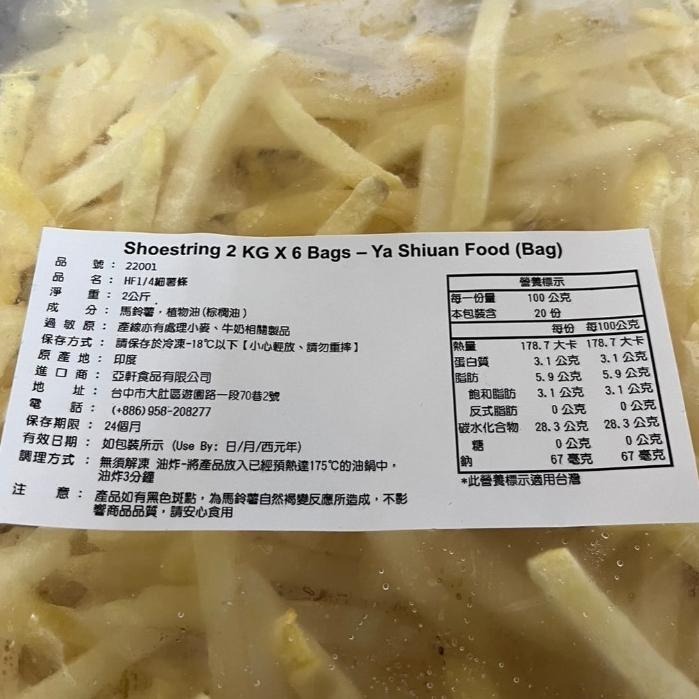 Shoestring 2 KG X 6 Bags – Ya Shiuan Food (Bag)
品 號：22001
品 名：HF1/4細薯條
淨 重：2公斤
成 分：馬鈴薯，植物油(棕櫚油)
過敏原：產線亦有處理小麥、牛奶相關製品
保存方式：請保存於冷凍-18℃以下【小心輕放、請勿重摔】
原產地：印度
進口商：亞軒食品有限公司
地 址：台中市大肚區遊園路一段70巷2號
電 話：(+886)958-208277
保存期限：24個月
有效日期：如包裝所示 (Use By: 日/月/西元年)
調理方式：無須解凍 油炸-將產品放入已經預熱達175℃的油鍋中，
油炸3分鐘
注 意：產品如有黑色斑點，為馬鈴薯自然褐變反應所造成，不影
響商品品質，請安心食用
營養標示
每一份量 100 公克
本包裝含 20 份
每份 每100公克
熱量 178.7 大卡 178.7 大卡
蛋白質 3.1 公克 3.1 公克
脂肪 5.9 公克 5.9 公克
飽和脂肪 3.1 公克 3.1 公克
反式脂肪 0 公克 0 公克
碳水化合物 28.3 公克 28.3 公克
糖 0 公克 0 公克
鈉 67 毫克 67 毫克
*此營養標示適用台灣